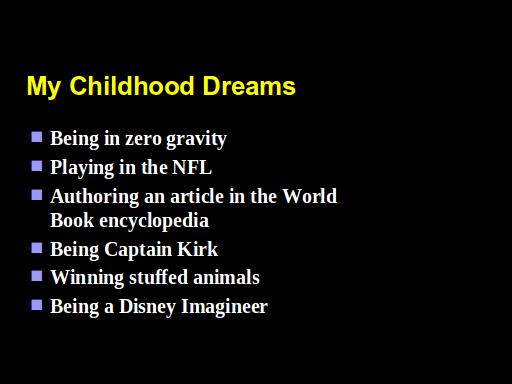 My Childhood Dreams
Being in zero gravity
Playing in the NFL
Authoring an article in the World
Book encyclopedia
Being Captain Kirk
Winning stuffed animals
Being a Disney Imagineer